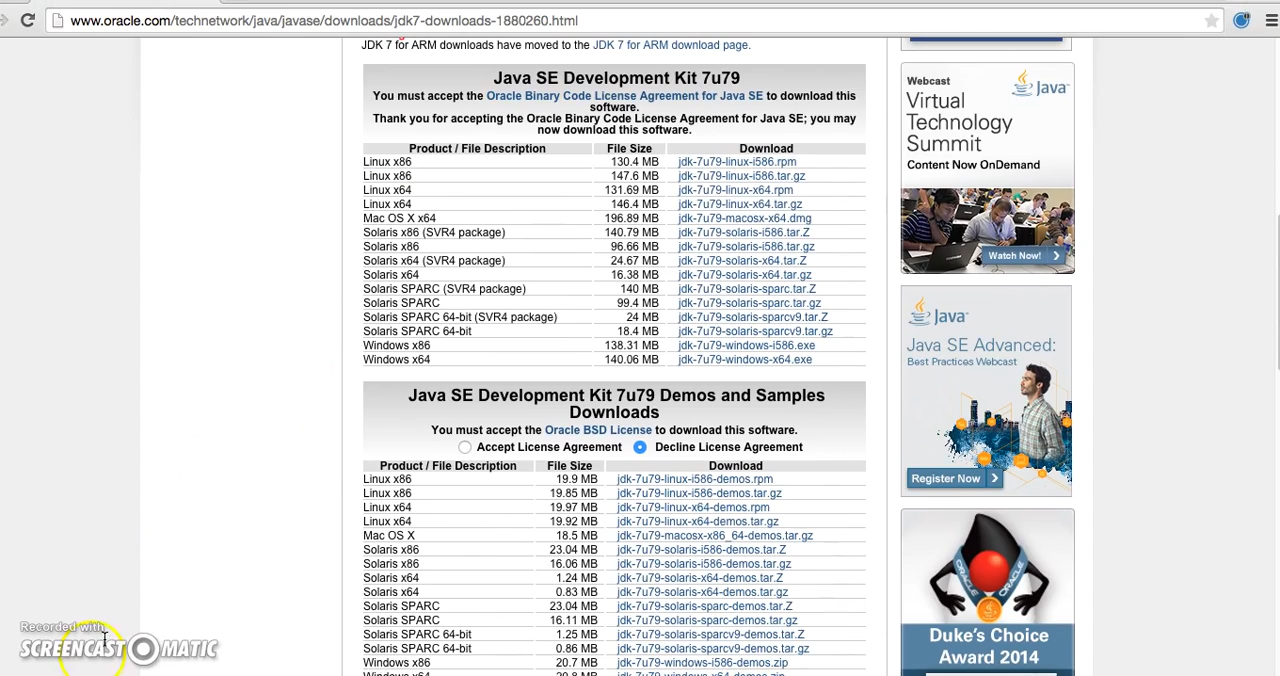 www.oracle.com/technetwork/java/javase/downloads/jdk7-downloads-1880260.html
JDK 7 for ARM downloads have moved to the JDK 7 for ARM download page.
Java SE Development Kit 7u79
You must accept the Oracle Binary Code License Agreement for Java SE to download this
software.
Thank you for accepting the Oracle Binary Code License Agreement for Java SE; you may
now download this software.
Product / File Description File Size Download
Linux x86 130.4 MB jdk-7u79-linux-i586.rpm
Linux x86 147.6 MB jdk-7u79-linux-i586.tar.gz
Linux x64 131.69 MB jdk-7u79-linux-x64.rpm
Linux x64 146.4 MB jdk-7u79-linux-x64.tar.gz
Mac OS X x64 196.89 MB jdk-7u79-macosx-x64.dmg
Solaris x86 (SVR4 package) 140.79 MB jdk-7u79-solaris-i586.tar.Z
Solaris x86 96.66 MB jdk-7u79-solaris-i586.tar.gz
Solaris x64 (SVR4 package) 24.67 MB jdk-7u79-solaris-x64.tar.Z
Solaris x64 16.38 MB jdk-7u79-solaris-x64.tar.gz
Solaris SPARC (SVR4 package) 140 MB jdk-7u79-solaris-sparc.tar.Z
Solaris SPARC 99.4 MB jdk-7u79-solaris-sparc.tar.gz
Solaris SPARC 64-bit (SVR4 package) 24 MB jdk-7u79-solaris-sparcv9.tar.Z
Solaris SPARC 64-bit 18.4 MB jdk-7u79-solaris-sparcv9.tar.gz
Windows x86 138.31 MB jdk-7u79-windows-i586.exe
Windows x64 140.06 MB jdk-7u79-windows-x64.exe
Java SE Development Kit 7u79 Demos and Samples
Downloads
You must accept the Oracle BSD License to download this software.
Accept License Agreement Decline License Agreement
Product / File Description File Size Download
Linux x86 19.9 MB jdk-7u79-linux-i586-demos.rpm
Linux x86 19.85 MB jdk-7u79-linux-i586-demos.tar.gz
Linux x64 19.97 MB jdk-7u79-linux-x64-demos.rpm
Linux x64 19.92 MB jdk-7u79-linux-x64-demos.tar.gz
Mac OS X 18.5 MB jdk-7u79-macosx-x86_64-demos.tar.gz
Solaris x86 23.04 MB jdk-7u79-solaris-i586-demos.tar.Z
Solaris x86 16.06 MB jdk-7u79-solaris-i586-demos.tar.gz
Solaris x64 1.24 MB jdk-7u79-solaris-x64-demos.tar.Z
Solaris x64 0.83 MB jdk-7u79-solaris-x64-demos.tar.gz
Solaris SPARC 23.04 MB jdk-7u79-solaris-sparc-demos.tar.Z
Solaris SPARC 16.11 MB jdk-7u79-solaris-sparc-demos.tar.gz
Solaris SPARC 64-bit 1.25 MB jdk-7u79-solaris-sparcv9-demos.tar.Z
Solaris SPARC 64-bit 0.86 MB jdk-7u79-solaris-sparcv9-demos.tar.gz
Windows x86 20.7 MB jdk-7u79-windows-i586-demos.zip
Windows x64 20.8 MB jdk-7u79-windows-x64-demos.zip
Webcast
Java
Virtual
Technology
Summit
Content Now OnDemand
Watch Now!
Java
Java SE Advanced:
Best Practices Webcast
Register Now
ORACLE
Duke's Choice
Award 2014
Recorded with
SCREENCAST O MATIC